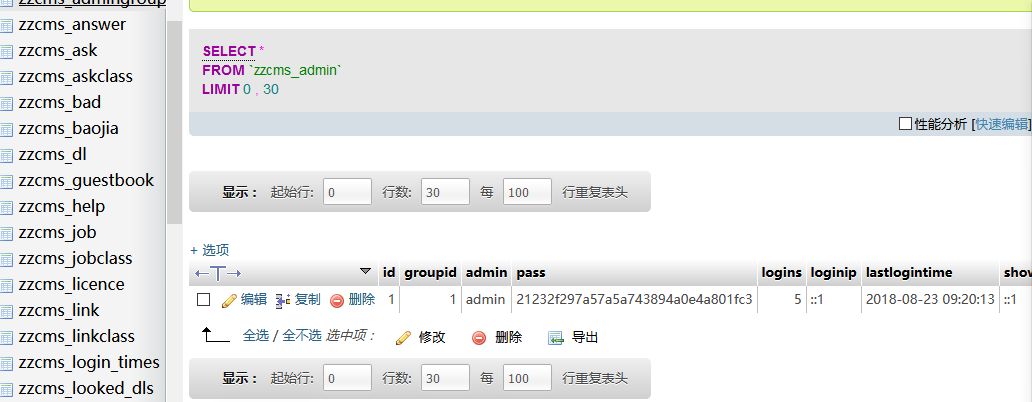 zzcms_admingroup
zzcms_answer
zzcms_ask
zzcms_askclass
zzcms_bad
zzcms_baojia
zzcms_dl
zzcms_guestbook
zzcms_help
zzcms_job
zzcms_jobclass
zzcms_licence
zzcms_link
zzcms_linkclass
zzcms_login_times
zzcms_looked_dls
SELECT *
FROM `zzcms_admin`
LIMIT 0 , 30
性能分析 [快速编辑]
显示： 起始行: 0 行数: 30 每 100 行重复表头
+ 选项
←T→ id groupid admin pass logins loginip lastlogintime show
编辑 复制 删除 1 1 admin 21232f297a57a5a743894a0e4a801fc3 5 ::1 2018-08-23 09:20:13 ::1
全选 / 全不选 选中项： 修改 删除 导出
显示： 起始行: 0 行数: 30 每 100 行重复表头